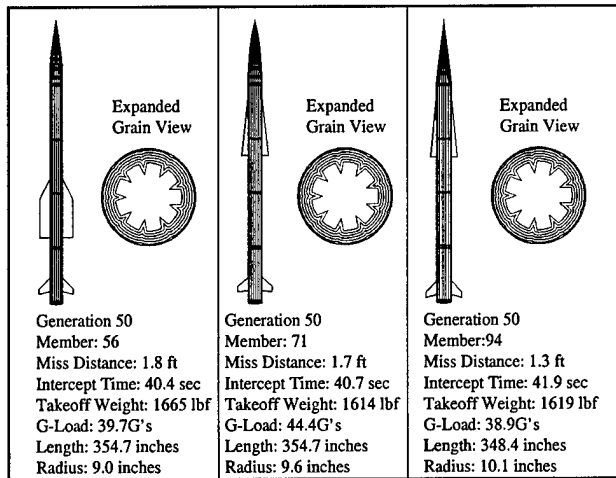 Expanded
Grain View
Generation 50
Member: 56
Miss Distance: 1.8 ft
Intercept Time: 40.4 sec
Takeoff Weight: 1665 lbf
G-Load: 39.7G's
Length: 354.7 inches
Radius: 9.0 inches
Expanded
Grain View
Generation 50
Member: 71
Miss Distance: 1.7 ft
Intercept Time: 40.7 sec
Takeoff Weight: 1614 lbf
G-Load: 44.4G's
Length: 354.7 inches
Radius: 9.6 inches
Expanded
Grain View
Generation 50
Member:94
Miss Distance: 1.3 ft
Intercept Time: 41.9 sec
Takeoff Weight: 1619 lbf
G-Load: 38.9G's
Length: 348.4 inches
Radius: 10.1 inches